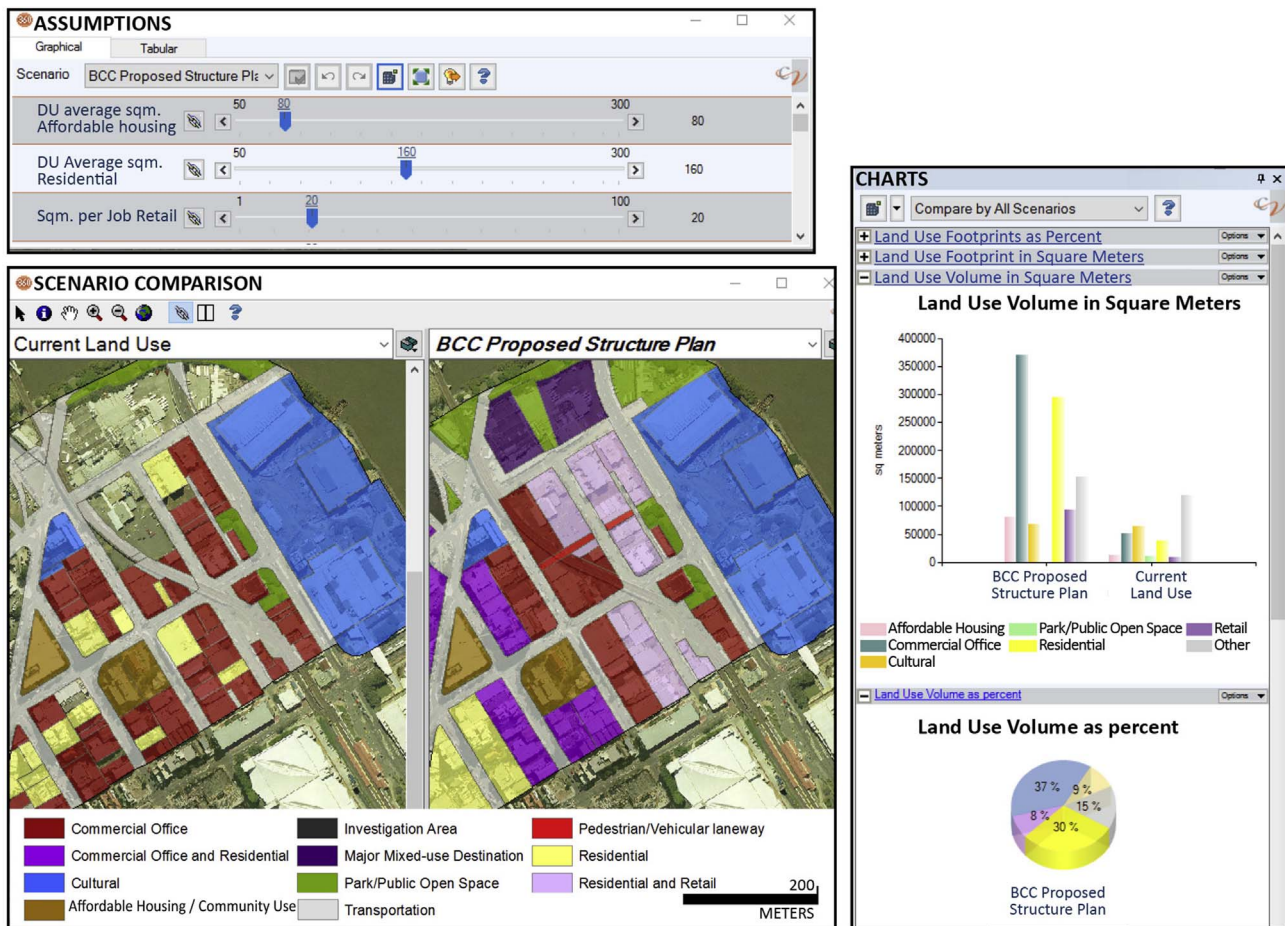 360 ASSUMPTIONS
Graphical Tabular
Scenario BCC Proposed Structure Pla
DU average sqm.
Affordable housing
50 80 300
80
DU Average sqm.
Residential
50 160 300
160
Sqm. per Job Retail
1 20 100
20
360 SCENARIO COMPARISON
Current Land Use
BCC Proposed Structure Plan
Commercial Office
Commercial Office and Residential
Cultural
Affordable Housing / Community Use
Investigation Area
Major Mixed-use Destination
Park/Public Open Space
Transportation
Pedestrian/Vehicular laneway
Residential
Residential and Retail
200
METERS
CHARTS
Compare by All Scenarios
Land Use Footprints as Percent Options
Land Use Footprint in Square Meters Options
Land Use Volume in Square Meters Options
Land Use Volume in Square Meters
400000
350000
300000
250000
200000
150000
100000
50000
0
sq meters
BCC Proposed
Structure Plan
Current
Land Use
Affordable Housing Park/Public Open Space Retail
Commercial Office Residential Other
Cultural
Land Use Volume as percent Options
Land Use Volume as percent
37 % 9 %
15 %
8 % 30 %
BCC Proposed
Structure Plan